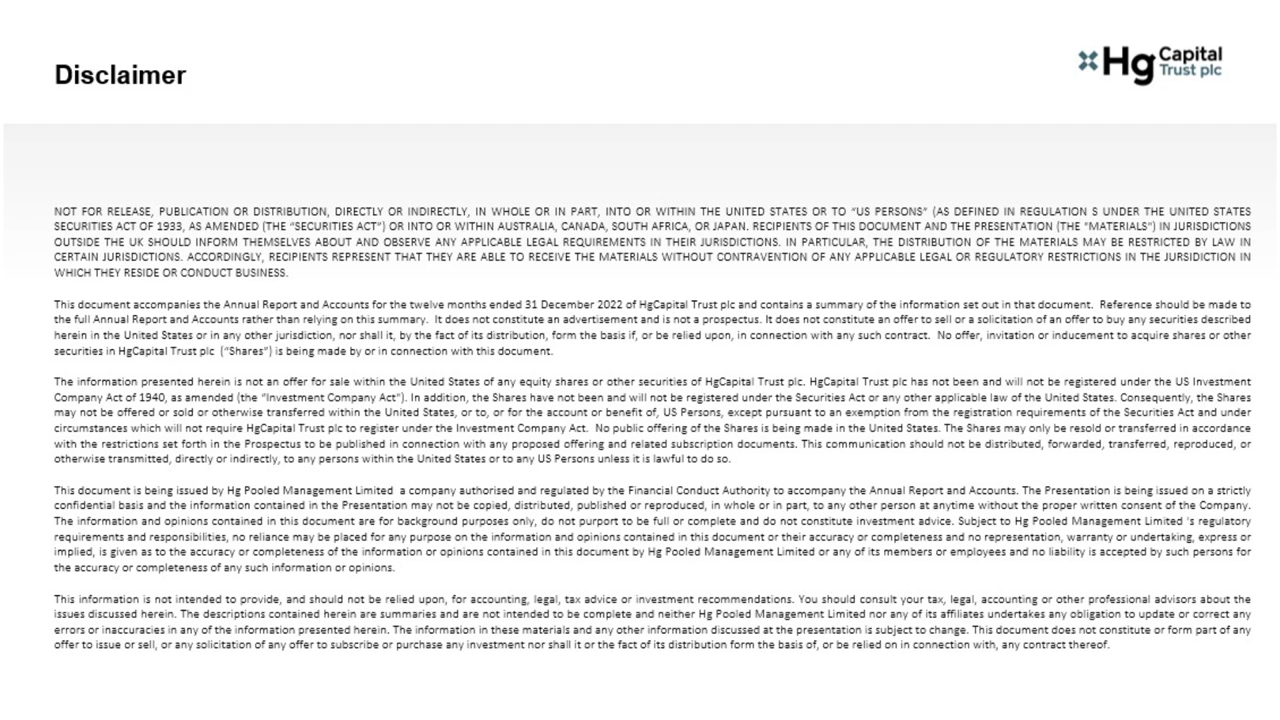 Disclaimer
Hg Capital
Trust plc
NOT FOR RELEASE, PUBLICATION OR DISTRIBUTION, DIRECTLY OR INDIRECTLY, IN WHOLE OR IN PART, INTO OR WITHIN THE UNITED STATES OR TO “US PERSONS” (AS DEFINED IN REGULATION S UNDER THE UNITED STATES
SECURITIES ACT OF 1933, AS AMENDED (THE “SECURITIES ACT”) OR INTO OR WITHIN AUSTRALIA, CANADA, SOUTH AFRICA, OR JAPAN. RECIPIENTS OF THIS DOCUMENT AND THE PRESENTATION (THE “MATERIALS”) IN JURISDICTIONS
OUTSIDE THE UK SHOULD INFORM THEMSELVES ABOUT AND OBSERVE ANY APPLICABLE LEGAL REQUIREMENTS IN THEIR JURISDICTIONS. IN PARTICULAR, THE DISTRIBUTION OF THE MATERIALS MAY BE RESTRICTED BY LAW IN
CERTAIN JURISDICTIONS. ACCORDINGLY, RECIPIENTS REPRESENT THAT THEY ARE ABLE TO RECEIVE THE MATERIALS WITHOUT CONTRAVENTION OF ANY APPLICABLE LEGAL OR REGULATORY RESTRICTIONS IN THE JURSIDICTION IN
WHICH THEY RESIDE OR CONDUCT BUSINESS.
This document accompanies the Annual Report and Accounts for the twelve months ended 31 December 2022 of HgCapital Trust plc and contains a summary of the information set out in that document. Reference should be made to
the full Annual Report and Accounts rather than relying on this summary. It does not constitute an advertisement and is not a prospectus. It does not constitute an offer to sell or a solicitation of an offer to buy any securities described
herein in the United States or in any other jurisdiction, nor shall it, by the fact of its distribution, form the basis if, or be relied upon, in connection with any such contract. No offer, invitation or inducement to acquire shares or other
securities in HgCapital Trust plc (“Shares”) is being made by or in connection with this document.
The information presented herein is not an offer for sale within the United States of any equity shares or other securities of HgCapital Trust plc. HgCapital Trust plc has not been and will not be registered under the US Investment
Company Act of 1940, as amended (the “Investment Company Act”). In addition, the Shares have not been and will not be registered under the Securities Act or any other applicable law of the United States. Consequently, the Shares
may not be offered or sold or otherwise transferred within the United States, or to, or for the account or benefit of, US Persons, except pursuant to an exemption from the registration requirements of the Securities Act and under
circumstances which will not require HgCapital Trust plc to register under the Investment Company Act. No public offering of the Shares is being made in the United States. The Shares may only be resold or transferred in accordance
with the restrictions set forth in the Prospectus to be published in connection with any proposed offering and related subscription documents. This communication should not be distributed, forwarded, transferred, reproduced, or
otherwise transmitted, directly or indirectly, to any persons within the United States or to any US Persons unless it is lawful to do so.
This document is being issued by Hg Pooled Management Limited a company authorised and regulated by the Financial Conduct Authority to accompany the Annual Report and Accounts. The Presentation is being issued on a strictly
confidential basis and the information contained in the Presentation may not be copied, distributed, published or reproduced, in whole or in part, to any other person at anytime without the proper written consent of the Company.
The information and opinions contained in this document are for background purposes only, do not purport to be full or complete and do not constitute investment advice. Subject to Hg Pooled Management Limited 's regulatory
requirements and responsibilities, no reliance may be placed for any purpose on the information and opinions contained in this document or their accuracy or completeness and no representation, warranty or undertaking, express or
implied, is given as to the accuracy or completeness of the information or opinions contained in this document by Hg Pooled Management Limited or any of its members or employees and no liability is accepted by such persons for
the accuracy or completeness of any such information or opinions.
This information is not intended to provide, and should not be relied upon, for accounting, legal, tax advice or investment recommendations. You should consult your tax, legal, accounting or other professional advisors about the
issues discussed herein. The descriptions contained herein are summaries and are not intended to be complete and neither Hg Pooled Management Limited nor any of its affiliates undertakes any obligation to update or correct any
errors or inaccuracies in any of the information presented herein. The information in these materials and any other information discussed at the presentation is subject to change. This document does not constitute or form part of any
offer to issue or sell, or any solicitation of any offer to subscribe or purchase any investment nor shall it or the fact of its distribution form the basis of, or be relied on in connection with, any contract thereof.